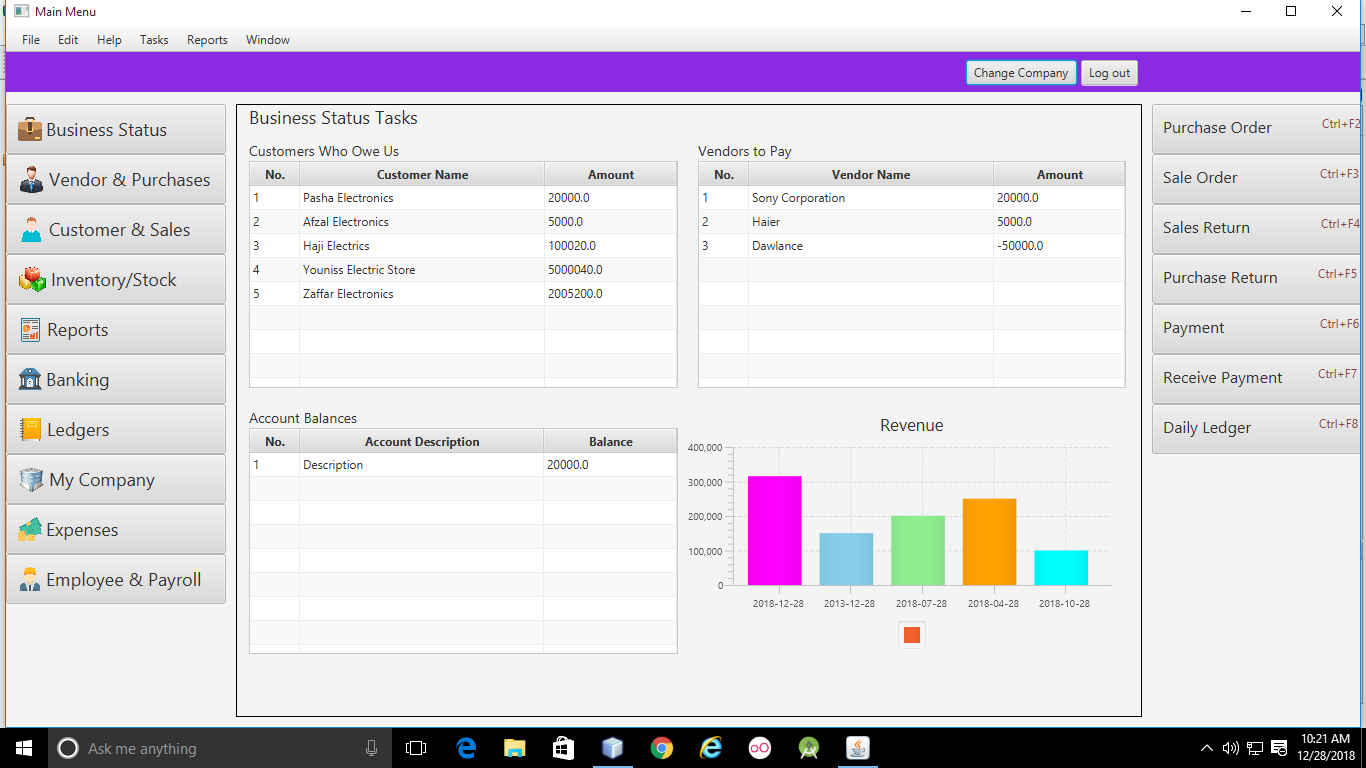 Main Menu
File Edit Help Tasks Reports Window
Change Company Log out
Business Status
Vendor & Purchases
Customer & Sales
Inventory/Stock
Reports
Banking
Ledgers
My Company
Expenses
Employee & Payroll
Business Status Tasks
Customers Who Owe Us
No. Customer Name Amount
1 Pasha Electronics 20000.0
2 Afzal Electronics 5000.0
3 Haji Electrics 100020.0
4 Youniss Electric Store 5000040.0
5 Zaffar Electronics 2005200.0
Vendors to Pay
No. Vendor Name Amount
1 Sony Corporation 20000.0
2 Haier 5000.0
3 Dawlance -50000.0
Account Balances
No. Account Description Balance
1 Description 20000.0
Revenue
400,000
300,000
200,000
100,000
0
2018-12-28 2013-12-28 2018-07-28 2018-04-28 2018-10-28
Purchase Order Ctrl+F2
Sale Order Ctrl+F3
Sales Return Ctrl+F4
Purchase Return Ctrl+F5
Payment Ctrl+F6
Receive Payment Ctrl+F7
Daily Ledger Ctrl+F8
Ask me anything
10:21 AM
12/28/2018